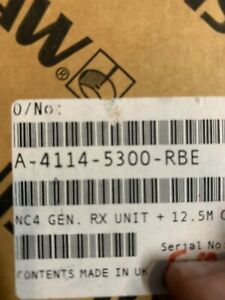 O/No:
A-4114-5300-RBE
NC4 GEN. RX UNIT + 12.5M
Serial No
CONTENTS MADE IN UK